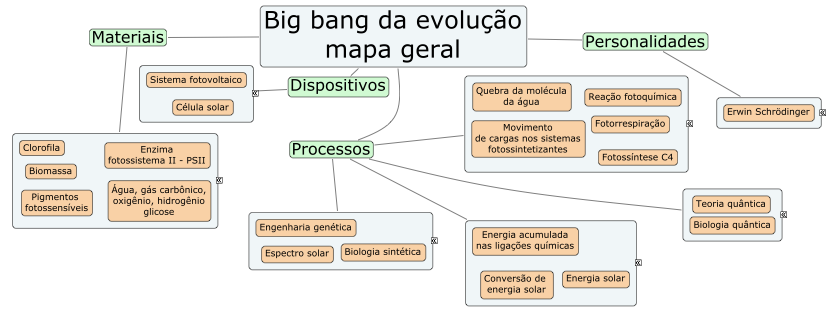 Big bang da evolução
mapa geral
Materiais
Personalidades
Dispositivos
Processos
Sistema fotovoltaico
Célula solar
Clorofila
Biomassa
Pigmentos
fotossensíveis
Enzima
fotossistema II - PSII
Água, gás carbônico,
oxigênio, hidrogênio
glicose
Quebra da molécula
da água
Reação fotoquímica
Movimento
de cargas nos sistemas
fotossintetizantes
Fotorrespiração
Fotossíntese C4
Erwin Schrödinger
Engenharia genética
Espectro solar
Biologia sintética
Energia acumulada
nas ligações químicas
Conversão de
energia solar
Energia solar
Teoria quântica
Biologia quântica